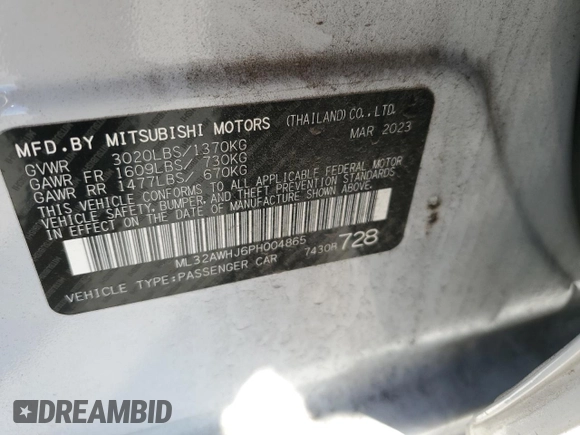 MFD.BY MITSUBISHI MOTORS (THAILAND) CO., LTD.
MAR 2023
GVWR 3020LBS/1370KG
GAWR FR 1609LBS/ 730KG
GAWR RR 1477LBS/ 670KG
THIS VEHICLE CONFORMS TO ALL APPLICABLE FEDERAL MOTOR
VEHICLE SAFETY, BUMPER, AND THEFT PREVENTION STANDARDS
IN EFFECT ON THE DATE OF MANUFACTURE SHOWN ABOVE.
ML32AWHJ6PH004865
7430R 728
VEHICLE TYPE:PASSENGER CAR
DREAMBID